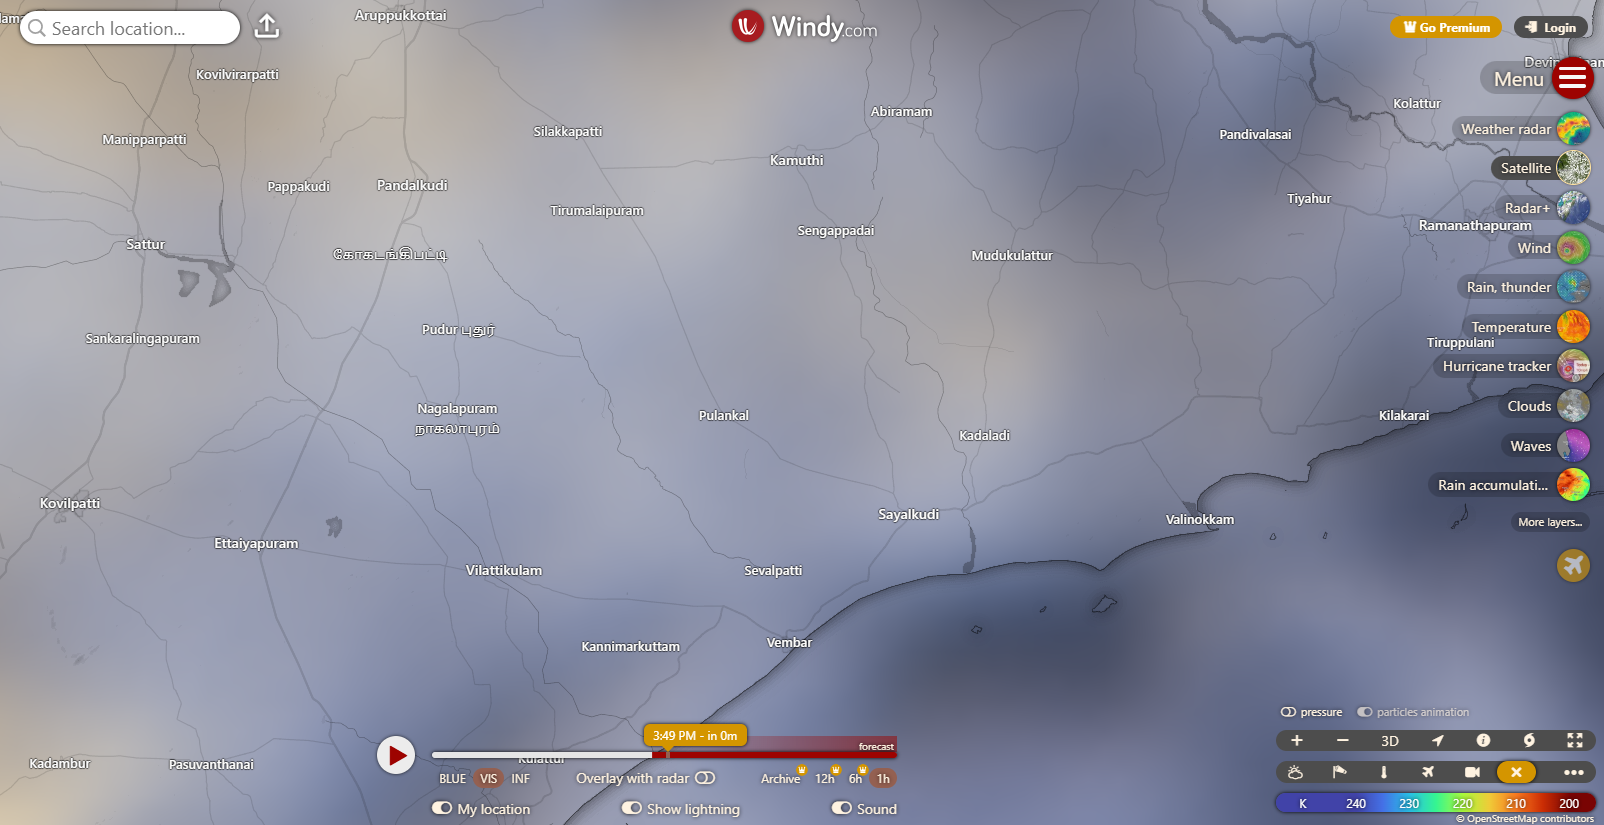 Search location...
Windy.com
Go Premium
Login
Menu
Weather radar
Satellite
Radar+
Wind
Rain, thunder
Temperature
Hurricane tracker
Clouds
Waves
Rain accumulati...
More layers...
Aruppukkottai
Kovilvirarpatti
Manipparpatti
Silakkapatti
Abiramam
Kolattur
Pandivalasai
Kamuthi
Pappakudi
Pandalkudi
Tirumalaipuram
Tiyahur
Sengappadai
Ramanathapuram
Sattur
கோகடங்கிபட்டி
Mudukulattur
Pudur புதூர்
Sankaralingapuram
Tiruppulani
Nagalapuram
நாகலாபுரம்
Pulankal
Kadaladi
Kilakarai
Kovilpatti
Sayalkudi
Valinokkam
Ettaiyapuram
Vilattikulam
Sevalpatti
Kannimarkuttam
Vembar
Kadambur
Pasuvanthanai
Kulattur
3:49 PM - in 0m
forecast
BLUE VIS INF
Overlay with radar
Archive 12h 6h 1h
My location
Show lightning
Sound
pressure
particles animation
+ − 3D
K 240 230 220 210 200
© OpenStreetMap contributors